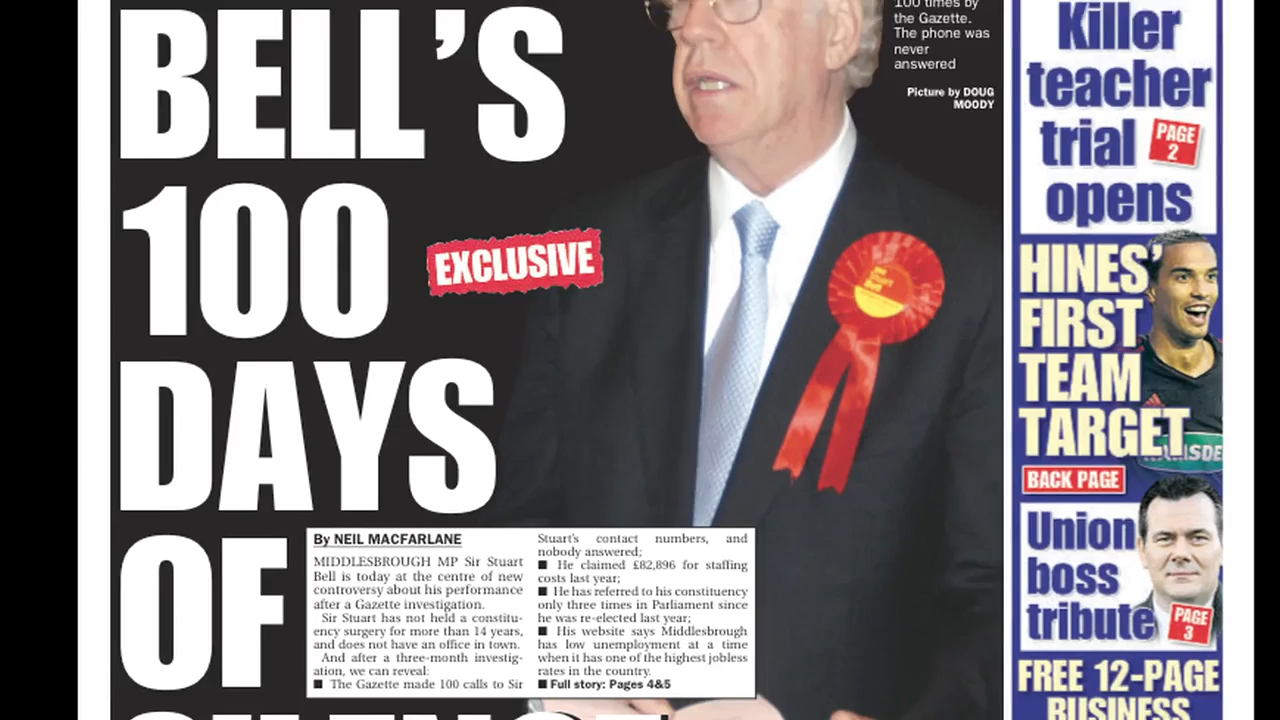 BELL'S
100
DAYS
OF
EXCLUSIVE
100 times by
the Gazette.
The phone was
never
answered
Picture by DOUG
MOODY
By NEIL MACFARLANE
MIDDLESBROUGH MP Sir Stuart
Bell is today at the centre of new
controversy about his performance
after a Gazette investigation.
Sir Stuart has not held a constitu-
ency surgery for more than 14 years,
and does not have an office in town.
And after a three-month investig-
ation, we can reveal:
■ The Gazette made 100 calls to Sir
Stuart's contact numbers, and
nobody answered;
■ He claimed £82,896 for staffing
costs last year;
■ He has referred to his constituency
only three times in Parliament since
he was re-elected last year;
■ His website says Middlesbrough
has low unemployment at a time
when it has one of the highest jobless
rates in the country.
■ Full story: Pages 4&5
Killer
teacher
trial
opens
PAGE
2
HINES'
FIRST
TEAM
TARGET
BACK PAGE
Union
boss
tribute
PAGE
3
FREE 12-PAGE
BUSINESS